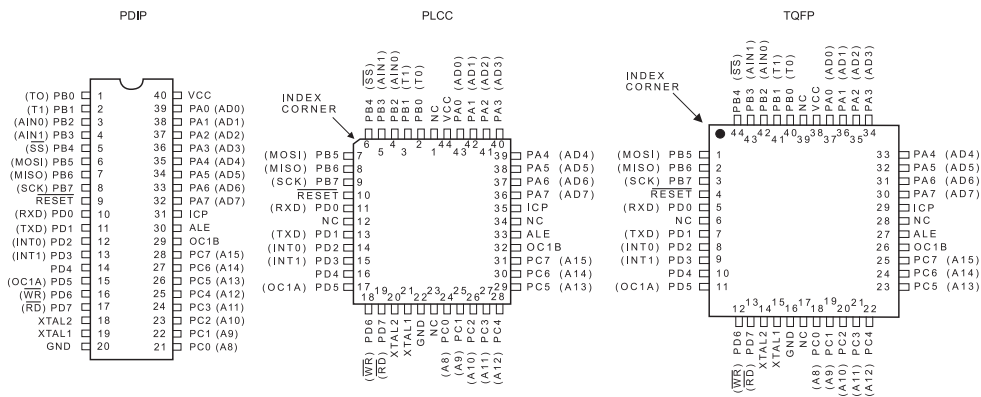 PDIP
(TO) PB0 1 40 VCC
(T1) PB1 2 39 PA0 (AD0)
(AIN0) PB2 3 38 PA1 (AD1)
(AIN1) PB3 4 37 PA2 (AD2)
(SS) PB4 5 36 PA3 (AD3)
(MOSI) PB5 6 35 PA4 (AD4)
(MISO) PB6 7 34 PA5 (AD5)
(SCK) PB7 8 33 PA6 (AD6)
RESET 9 32 PA7 (AD7)
(RXD) PD0 10 31 ICP
(TXD) PD1 11 30 ALE
(INT0) PD2 12 29 OC1B
(INT1) PD3 13 28 PC7 (A15)
PD4 14 27 PC6 (A14)
(OC1A) PD5 15 26 PC5 (A13)
(WR) PD6 16 25 PC4 (A12)
(RD) PD7 17 24 PC3 (A11)
XTAL2 18 23 PC2 (A10)
XTAL1 19 22 PC1 (A9)
GND 20 21 PC0 (A8)
PLCC
INDEX
CORNER
PB4 (SS)
PB3 (AIN1)
PB2 (AIN0)
PB1 (T1)
PB0 (T0)
NC
VCC
PA0 (AD0)
PA1 (AD1)
PA2 (AD2)
PA3 (AD3)
6 5 4 3 2 1 44 43 42 41 40
(MOSI) PB5 7 39 PA4 (AD4)
(MISO) PB6 8 38 PA5 (AD5)
(SCK) PB7 9 37 PA6 (AD6)
RESET 10 36 PA7 (AD7)
(RXD) PD0 11 35 ICP
NC 12 34 NC
(TXD) PD1 13 33 ALE
(INT0) PD2 14 32 OC1B
(INT1) PD3 15 31 PC7 (A15)
PD4 16 30 PC6 (A14)
(OC1A) PD5 17 29 PC5 (A13)
18 19 20 21 22 23 24 25 26 27 28
(WR) PD6
(RD) PD7
XTAL2
XTAL1
GND
NC
(A8) PC0
(A9) PC1
(A10) PC2
(A11) PC3
(A12) PC4
TQFP
INDEX
CORNER
PB4 (SS)
PB3 (AIN1)
PB2 (AIN0)
PB1 (T1)
PB0 (T0)
NC
VCC
PA0 (AD0)
PA1 (AD1)
PA2 (AD2)
PA3 (AD3)
44 43 42 41 40 39 38 37 36 35 34
(MOSI) PB5 1 33 PA4 (AD4)
(MISO) PB6 2 32 PA5 (AD5)
(SCK) PB7 3 31 PA6 (AD6)
RESET 4 30 PA7 (AD7)
(RXD) PD0 5 29 ICP
NC 6 28 NC
(TXD) PD1 7 27 ALE
(INT0) PD2 8 26 OC1B
(INT1) PD3 9 25 PC7 (A15)
PD4 10 24 PC6 (A14)
(OC1A) PD5 11 23 PC5 (A13)
12 13 14 15 16 17 18 19 20 21 22
(WR) PD6
(RD) PD7
XTAL2
XTAL1
GND
NC
(A8) PC0
(A9) PC1
(A10) PC2
(A11) PC3
(A12) PC4